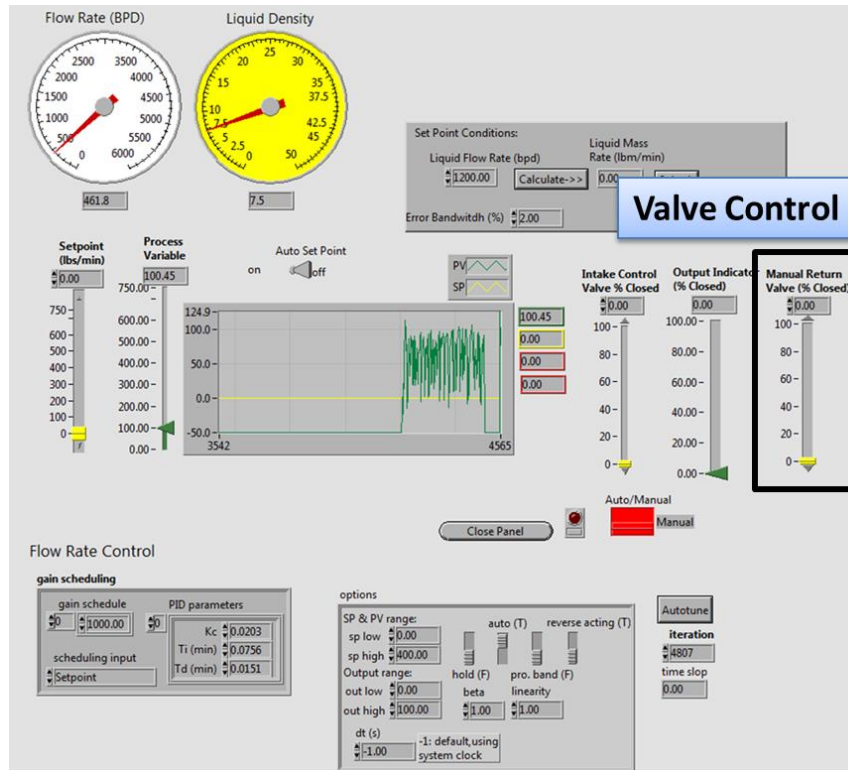 Flow Rate (BPD)
Liquid Density
2500 3500
2000 4000
1500 4500
1000 5000
500 5500
0 6000
25
20 30
15 35
10 37.5
7.5 42.5
5 45
2.5
0 50
461.8
7.5
Set Point Conditions:
Liquid Flow Rate (bpd)
Liquid Mass
Rate (lbm/min)
1200.00
Calculate->>
0.00
Error Bandwitdh (%)
2.00
Valve Control
Setpoint
(lbs/min)
0.00
750
600
500
400
300
200
100
0
Process
Variable
100.45
750.00
600.00
500.00
400.00
300.00
200.00
100.00
0.00
Auto Set Point
on
off
PV
SP
124.9
100.0
50.0
0.0
-50.0
3542
4565
100.45
0.00
0.00
0.00
Intake Control
Valve % Closed
0.00
100
80
60
40
20
0
Output Indicator
(% Closed)
0.00
100.00
80.00
60.00
40.00
20.00
0.00
Manual Return
Valve (% Closed)
0.00
100
80
60
40
20
0
Auto/Manual
Manual
Close Panel
Flow Rate Control
gain scheduling
gain schedule
0
1000.00
scheduling input
Setpoint
PID parameters
0
Kc 0.0203
Ti (min) 0.0756
Td (min) 0.0151
options
SP & PV range:
sp low 0.00
sp high 400.00
Output range:
out low 0.00
out high 100.00
dt (s)
-1.00
-1: default,using
system clock
auto (T)
reverse acting (T)
hold (F)
pro. band (F)
beta
1.00
linearity
1.00
Autotune
iteration
4807
time slop
0.00